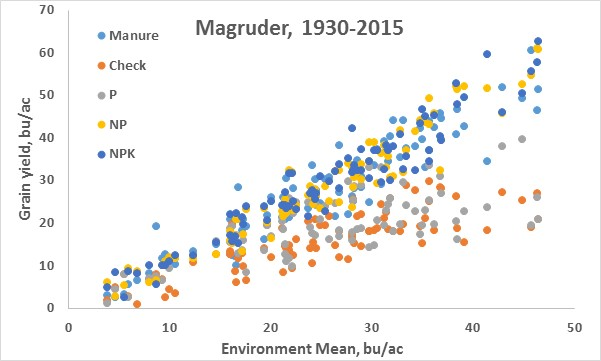 Magruder, 1930-2015
Manure
Check
P
NP
NPK
Grain yield, bu/ac
70
60
50
40
30
20
10
0
0 10 20 30 40 50
Environment Mean, bu/ac